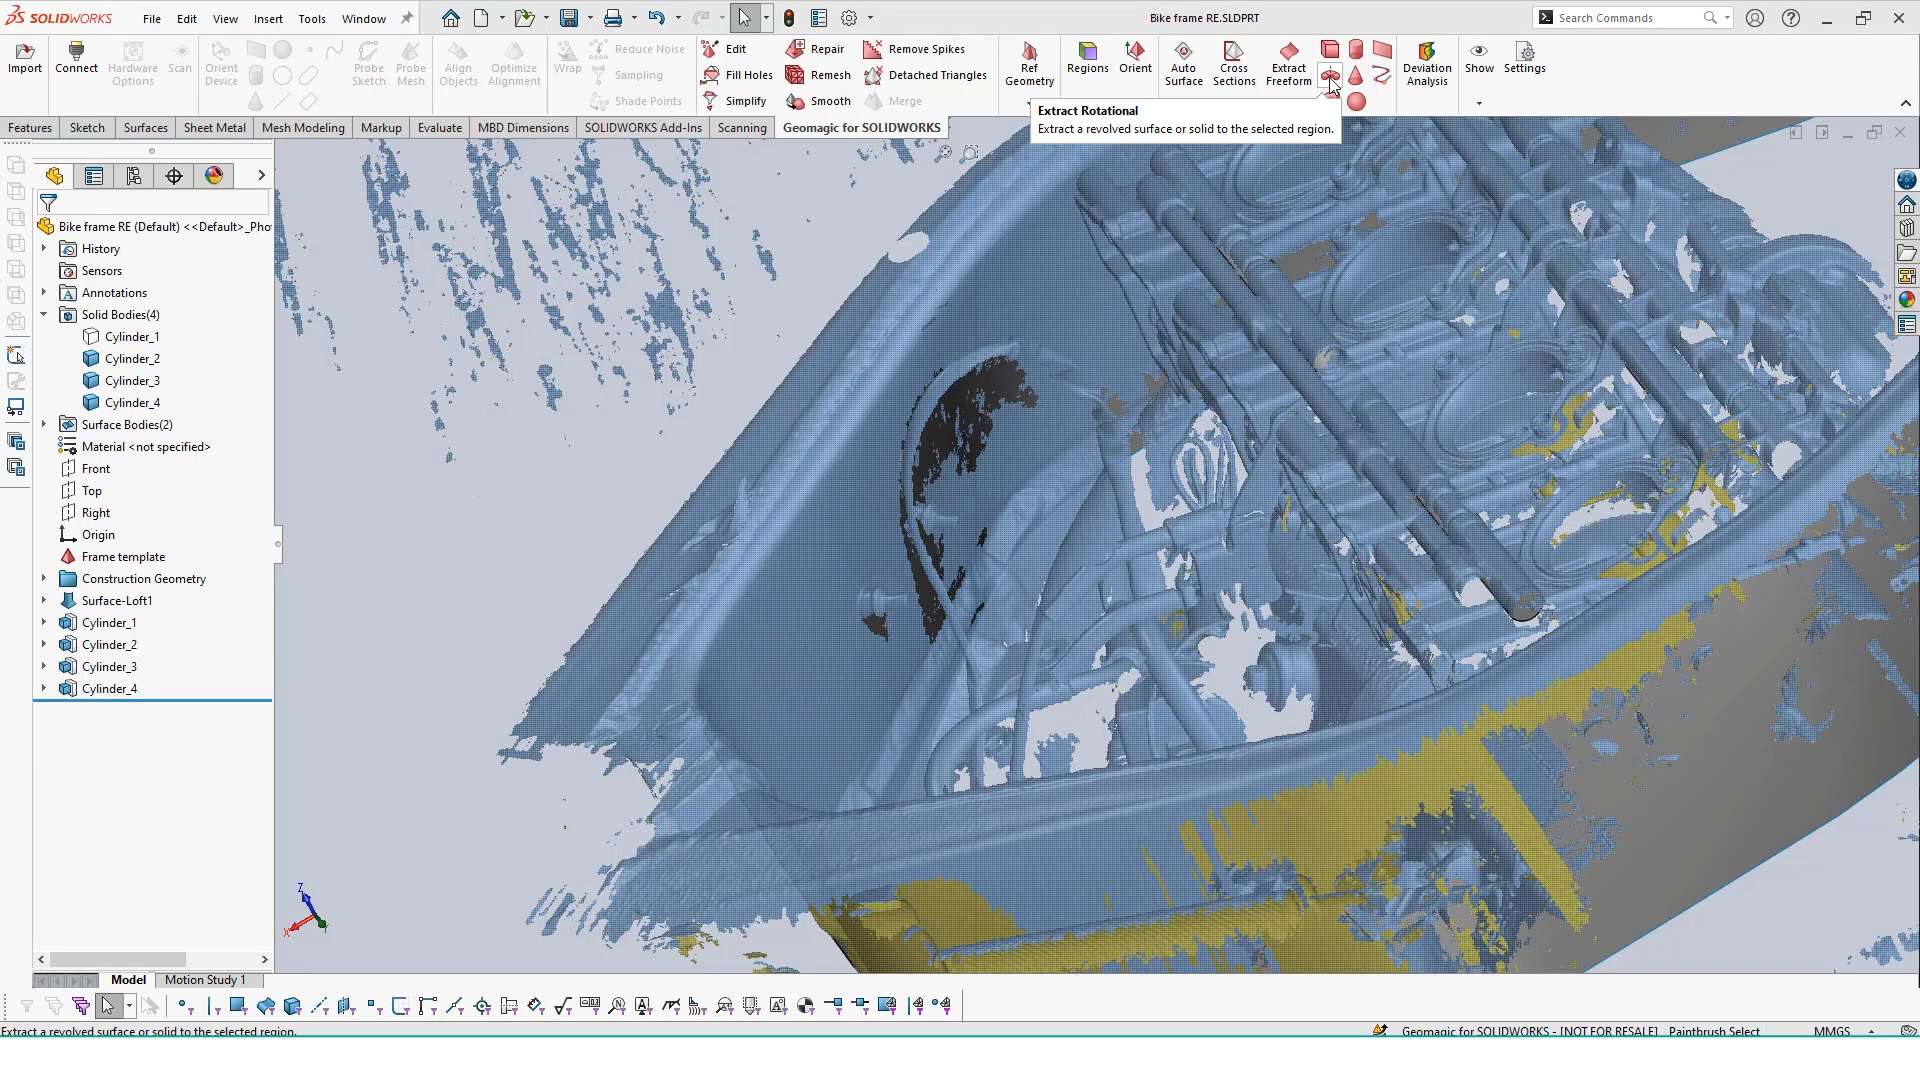 SOLIDWORKS
File
Edit
View
Insert
Tools
Window
Bike frame RE.SLDPRT
Search Commands
Import
Connect
Hardware Options
Scan
Orient Device
Probe Sketch
Probe Mesh
Align Objects
Optimize Alignment
Wrap
Reduce Noise
Sampling
Shade Points
Edit
Fill Holes
Simplify
Repair
Remesh
Smooth
Remove Spikes
Detached Triangles
Merge
Ref Geometry
Regions
Orient
Auto Surface
Cross Sections
Extract Freeform
Deviation Analysis
Show
Settings
Extract Rotational
Extract a revolved surface or solid to the selected region.
Features
Sketch
Surfaces
Sheet Metal
Mesh Modeling
Markup
Evaluate
MBD Dimensions
SOLIDWORKS Add-Ins
Scanning
Geomagic for SOLIDWORKS
Bike frame RE (Default) <<Default>_Pho
History
Sensors
Annotations
Solid Bodies(4)
Cylinder_1
Cylinder_2
Cylinder_3
Cylinder_4
Surface Bodies(2)
Material <not specified>
Front
Top
Right
Origin
Frame template
Construction Geometry
Surface-Loft1
Cylinder_1
Cylinder_2
Cylinder_3
Cylinder_4
Z
X
Model
Motion Study 1
Extract a revolved surface or solid to the selected region.
Geomagic for SOLIDWORKS - [NOT FOR RESALE]
Paintbrush Select
MMGS